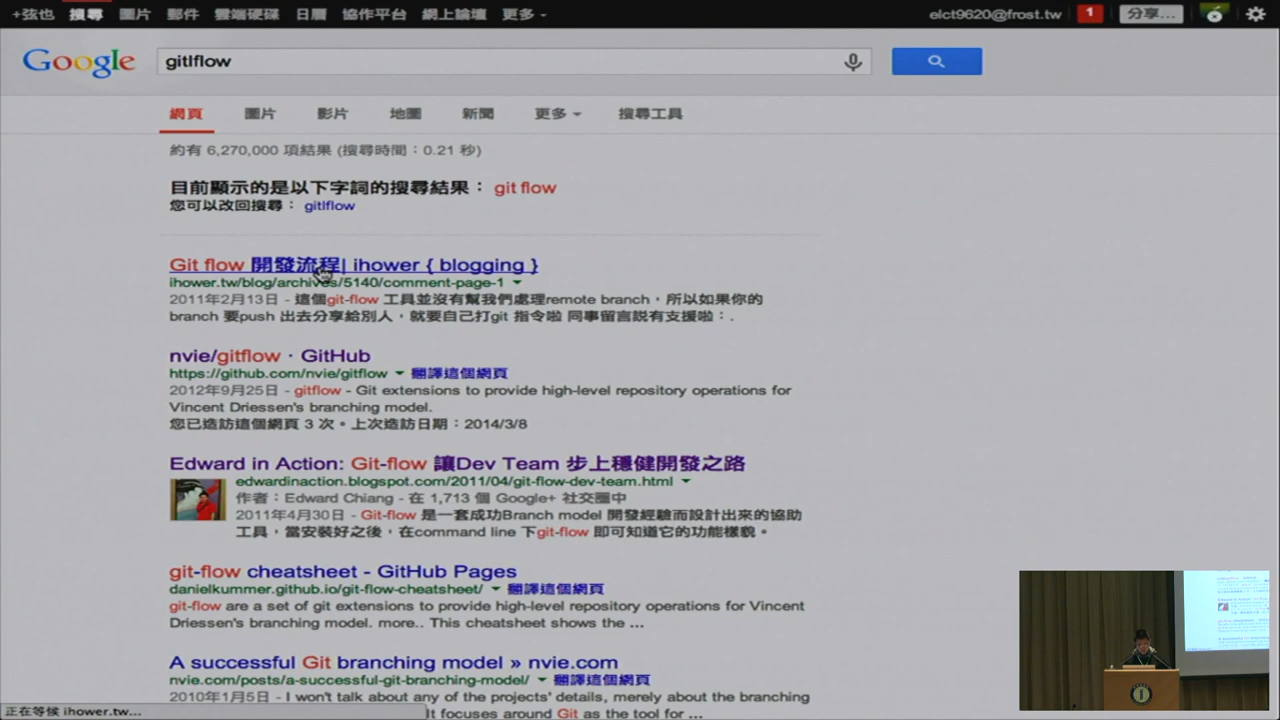 +弦也 搜尋 圖片 郵件 雲端硬碟 日曆 協作平台 網上論壇 更多 elct9620@frost.tw 1 分享...
Google gitlflow
網頁 圖片 影片 地圖 新聞 更多 搜尋工具
約有 6,270,000 項結果 (搜尋時間：0.21 秒)
目前顯示的是以下字詞的搜尋結果： git flow
您可以改回搜尋： gitlflow
Git flow 開發流程| ihower { blogging }
ihower.tw/blog/archives/5140/comment-page-1
2011年2月13日 - 這個git-flow 工具並沒有幫我們處理remote branch，所以如果你的
branch 要push 出去分享給別人，就要自己打git 指令啦 同事留言說有支援啦：.
nvie/gitflow · GitHub
https://github.com/nvie/gitflow 翻譯這個網頁
2012年9月25日 - gitflow - Git extensions to provide high-level repository operations for
Vincent Driessen's branching model.
您已造訪這個網頁 3 次。上次造訪日期：2014/3/8
Edward in Action: Git-flow 讓Dev Team 步上穩健開發之路
edwardinaction.blogspot.com/2011/04/git-flow-dev-team.html
作者：Edward Chiang - 在 1,713 個 Google+ 社交圈中
2011年4月30日 - Git-flow 是一套成功Branch model 開發經驗而設計出來的協助
工具，當安裝好之後，在command line 下git-flow 即可知道它的功能樣貌。
git-flow cheatsheet - GitHub Pages
danielkummer.github.io/git-flow-cheatsheet/ 翻譯這個網頁
git-flow are a set of git extensions to provide high-level repository operations for Vincent
Driessen's branching model. more.. This cheatsheet shows the ...
A successful Git branching model » nvie.com
nvie.com/posts/a-successful-git-branching-model/ 翻譯這個網頁
2010年1月5日 - I won't talk about any of the projects' details, merely about the branching
It focuses around Git as the tool for ...
正在等候 ihower.tw...